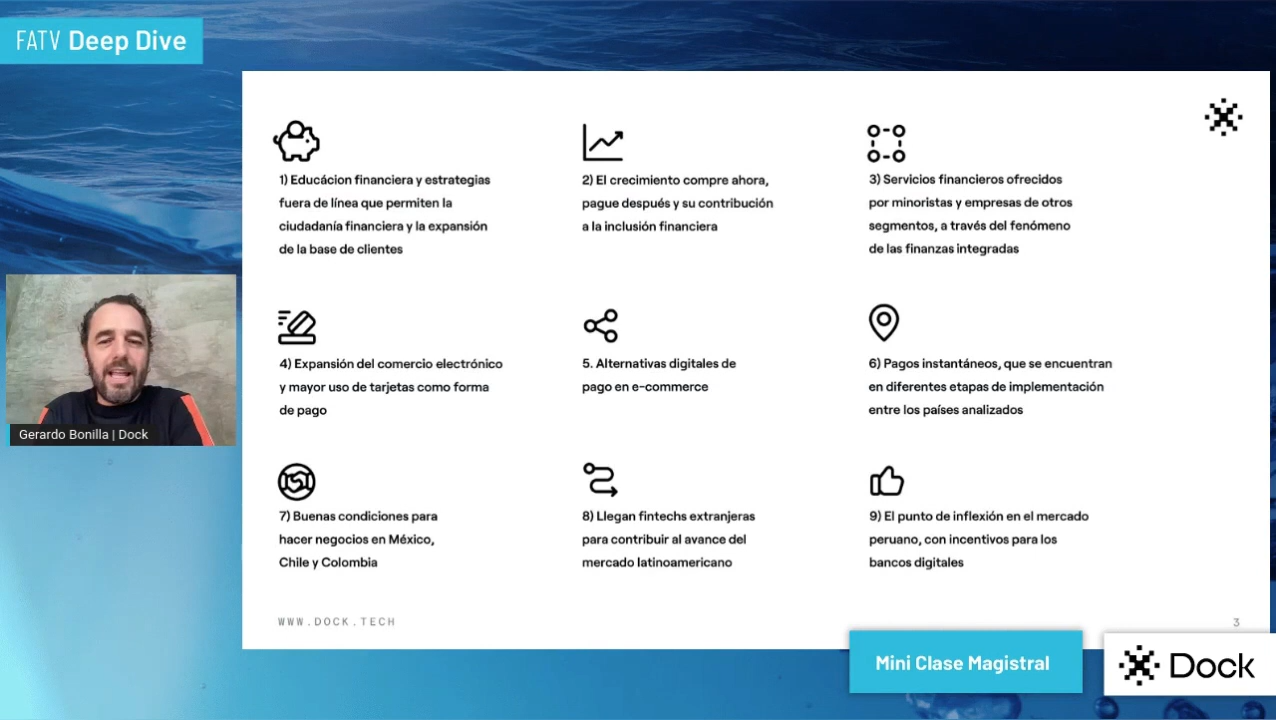 FATV Deep Dive
1) Educácion financiera y estrategias
fuera de línea que permiten la
ciudadanía financiera y la expansión
de la base de clientes
2) El crecimiento compre ahora,
pague después y su contribución
a la inclusión financiera
3) Servicios financieros ofrecidos
por minoristas y empresas de otros
segmentos, a través del fenómeno
de las finanzas integradas
4) Expansión del comercio electrónico
y mayor uso de tarjetas como forma
de pago
5. Alternativas digitales de
pago en e-commerce
6) Pagos instantáneos, que se encuentran
en diferentes etapas de implementación
entre los países analizados
7) Buenas condiciones para
hacer negocios en México,
Chile y Colombia
8) Llegan fintechs extranjeras
para contribuir al avance del
mercado latinoamericano
9) El punto de inflexión en el mercado
peruano, con incentivos para los
bancos digitales
Gerardo Bonilla | Dock
WWW.DOCK.TECH
3
Mini Clase Magistral
Dock